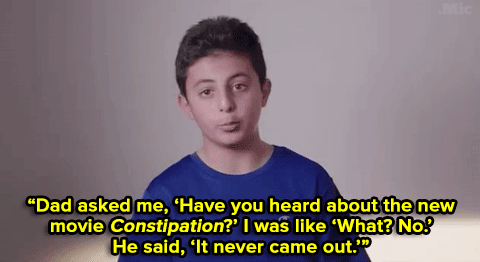 .Mic
“Dad asked me, ‘Have you heard about the new
movie Constipation?’ I was like ‘What? No.’
He said, ‘It never came out.’”